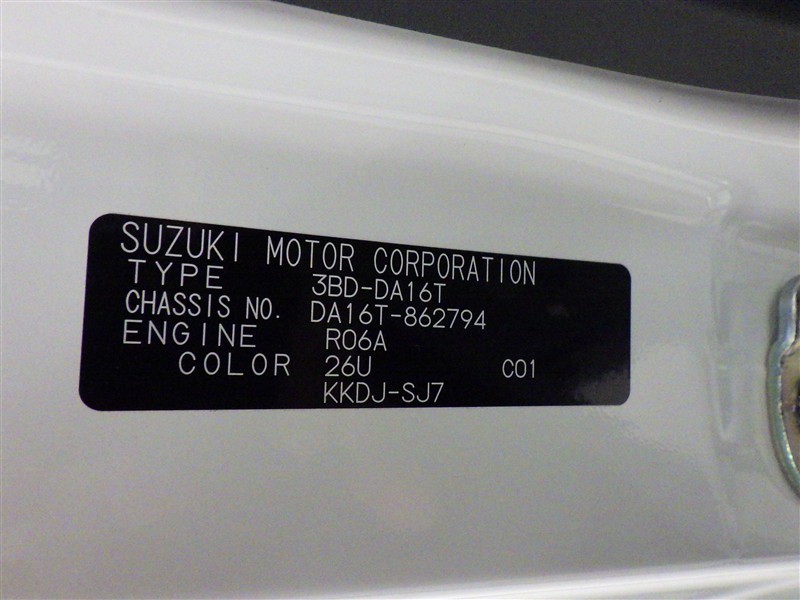 SUZUKI MOTOR CORPORATION
TYPE 3BD-DA16T
CHASSIS NO. DA16T-862794
ENGINE R06A
COLOR 26U C01
KKDJ-SJ7